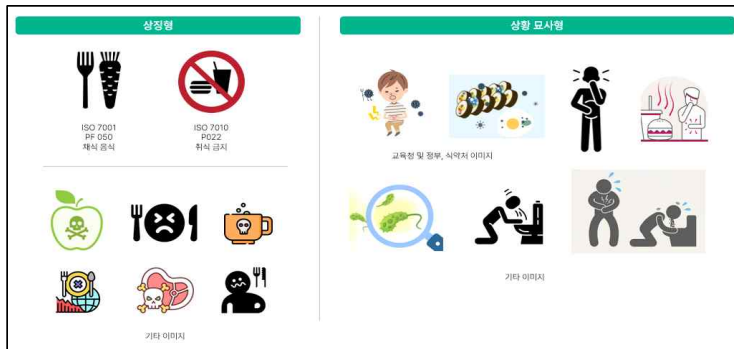 상징형
ISO 7001
PF 050
채식 음식
ISO 7010
P022
취식 금지
기타 이미지
상황 묘사형
교육청 및 정부, 식약처 이미지
기타 이미지